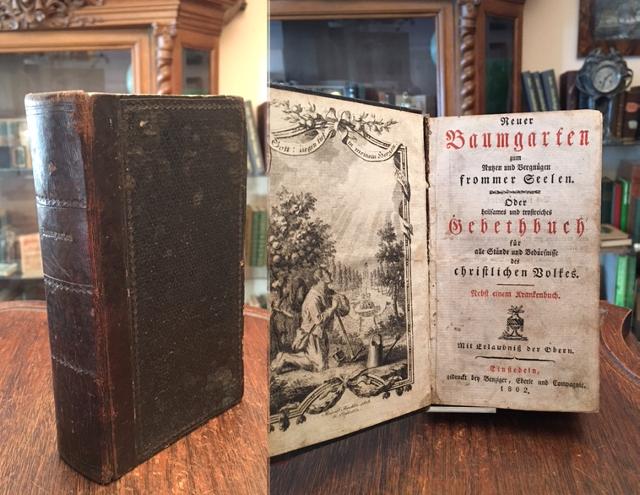 Neuer
Baumgarten
zum
Nutzen und Vergnügen
frommer Seelen.
Oder
heilsames und trostreiches
Gebethbuch
für
alle Stände und Bedürfnisse
des
christlichen Volkes.
Nebst einem Krankenbuch.
Mit Erlaubniß der Obern.
Einsiedeln,
gedruckt bey Benziger, Eberle und Compagnie.
1802.